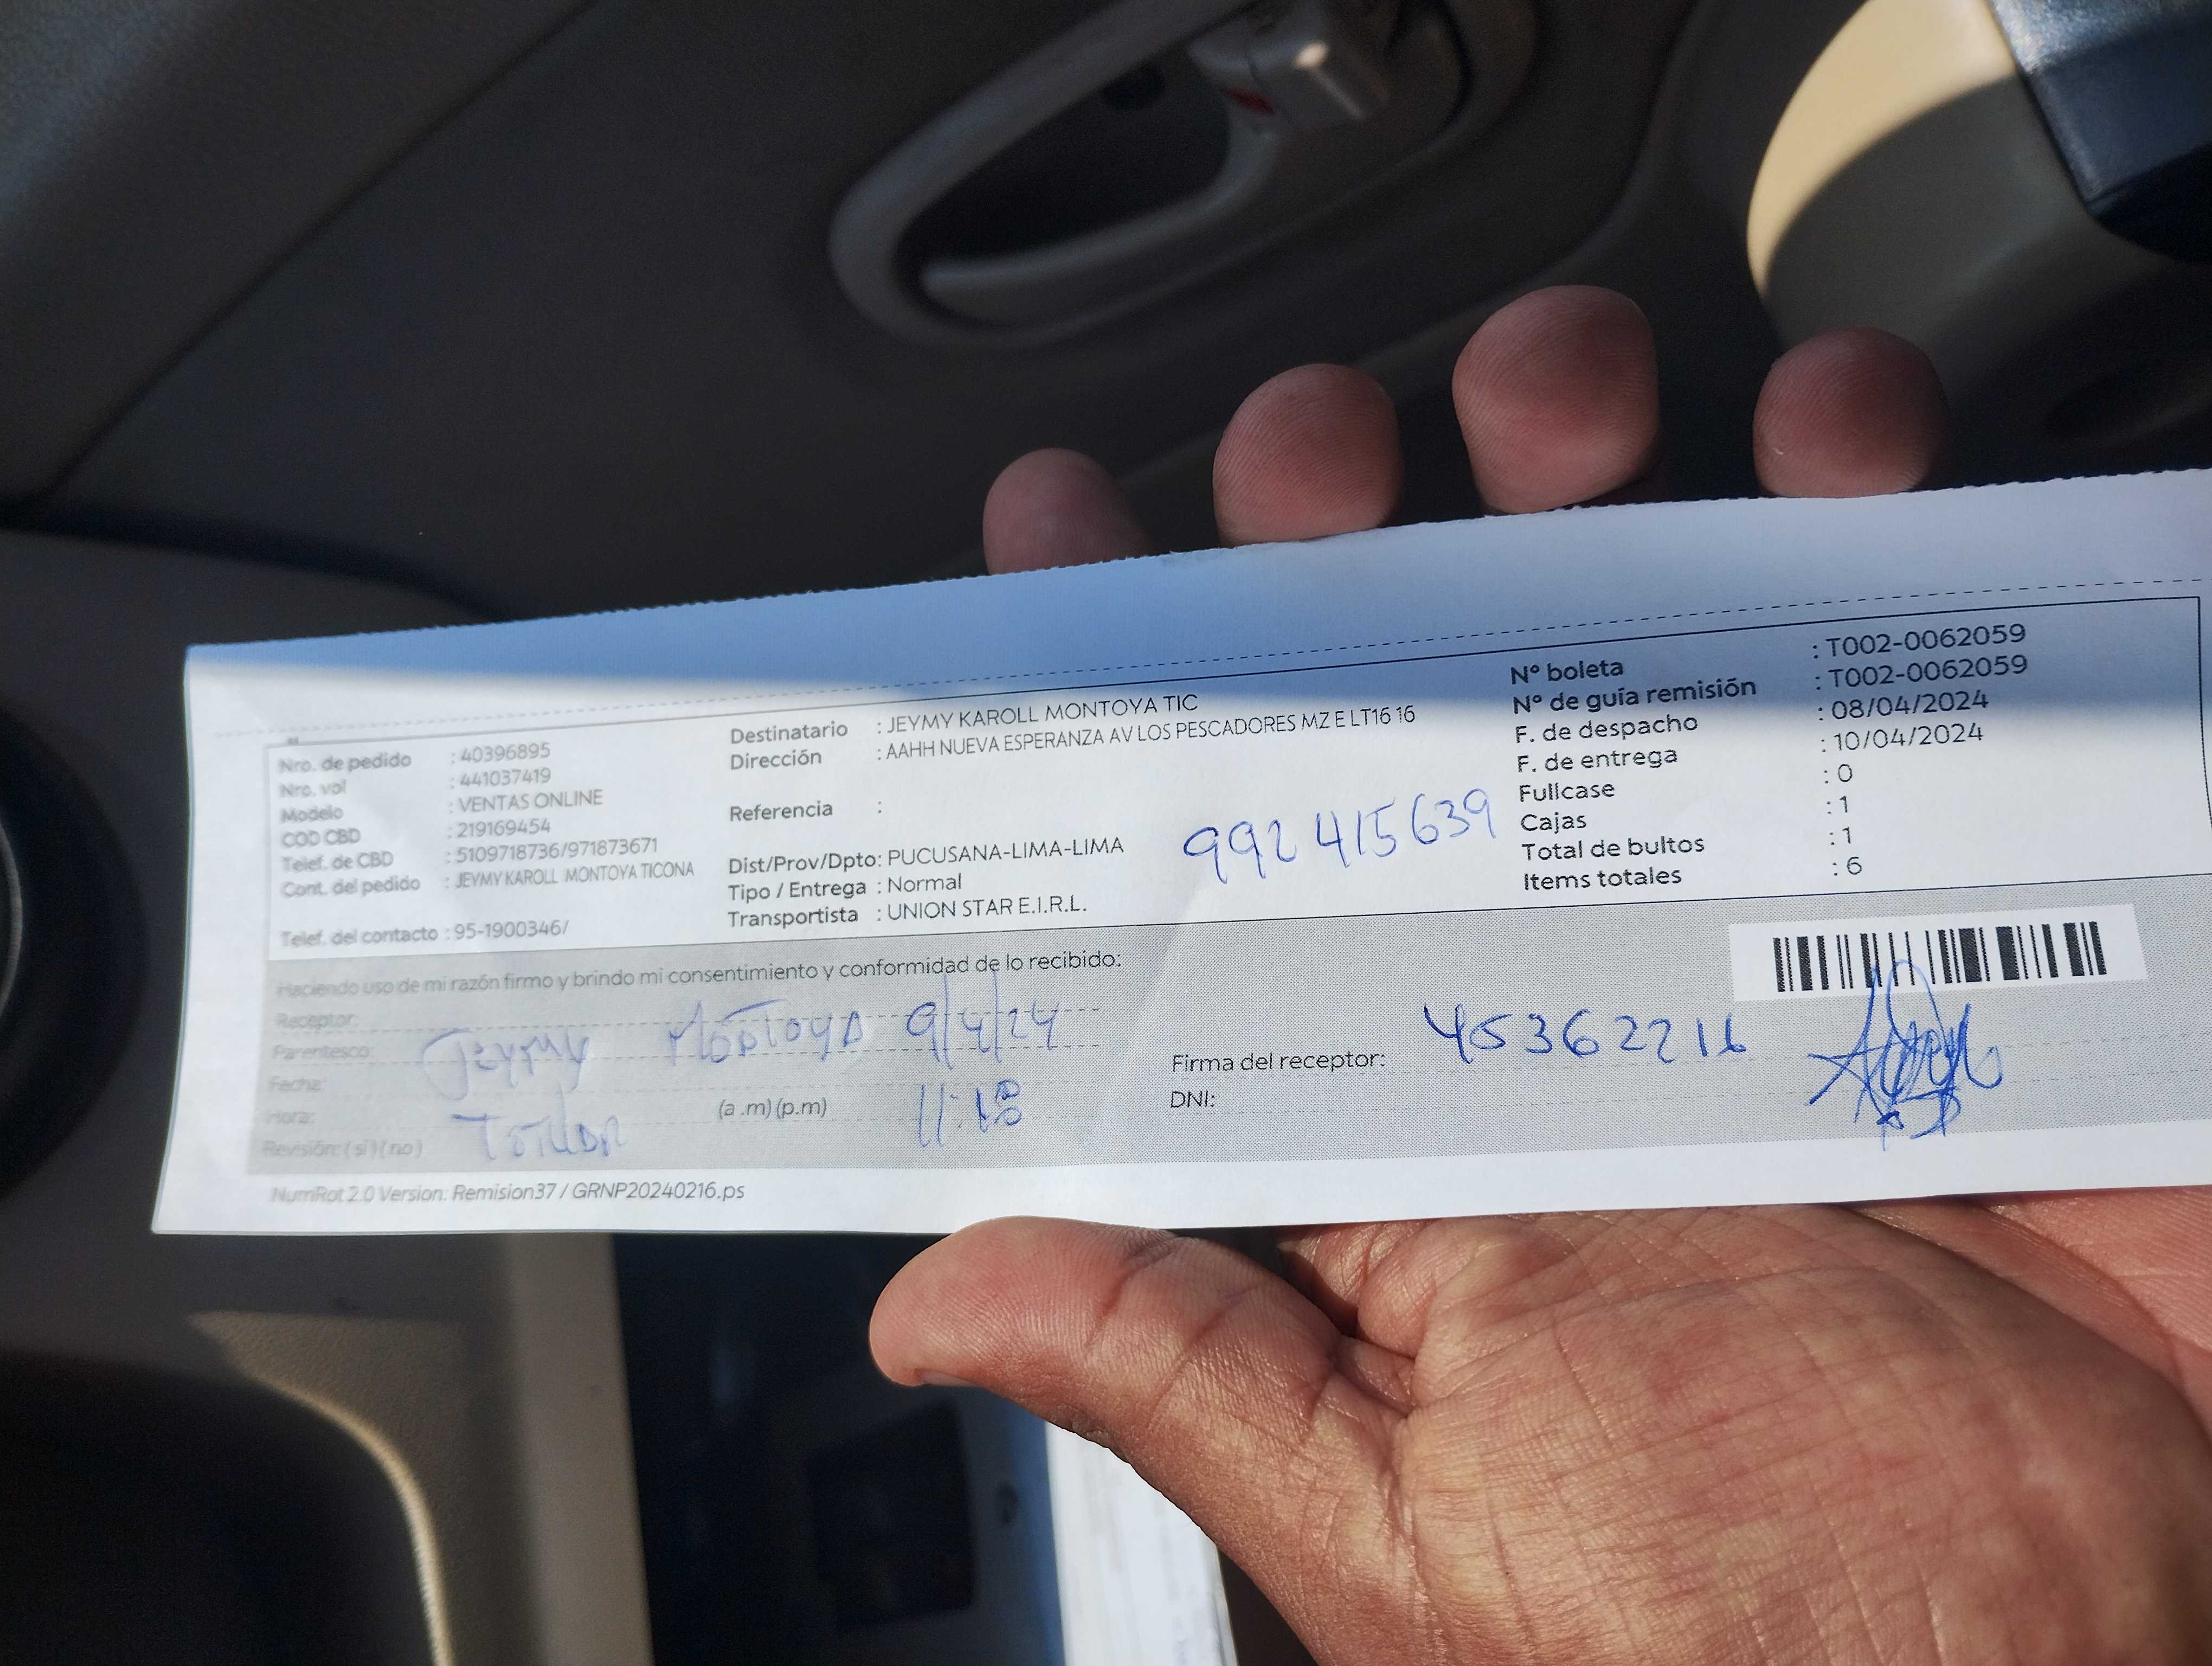 Nro. de pedido : 40396895
Nro. vol : 441037419
Modelo : VENTAS ONLINE
COD CBD : 219169454
Telef. de CBD : 5109718736/971873671
Cont. del pedido : JEYMY KAROLL MONTOYA TICONA
Telef. del contacto : 95-1900346/
Destinatario : JEYMY KAROLL MONTOYA TIC
Dirección : AAHH NUEVA ESPERANZA AV LOS PESCADORES MZ E LT16 16
Referencia :
Dist/Prov/Dpto: PUCUSANA-LIMA-LIMA
Tipo / Entrega : Normal
Transportista : UNION STAR E.I.R.L.
992415639
N° boleta : T002-0062059
N° de guía remisión : T002-0062059
F. de despacho : 08/04/2024
F. de entrega : 10/04/2024
Fullcase : 0
Cajas : 1
Total de bultos : 1
Items totales : 6
Haciendo uso de mi razón firmo y brindo mi consentimiento y conformidad de lo recibido:
Receptor:
Parentesco: Jeymy Montoya 9/4/24
Fecha:
Hora: (a .m) (p.m) 11:18
Revisión: ( si ) ( no )
Firma del receptor: 45362216
DNI:
NumRot 2.0 Version: Remision37 / GRNP20240216.ps